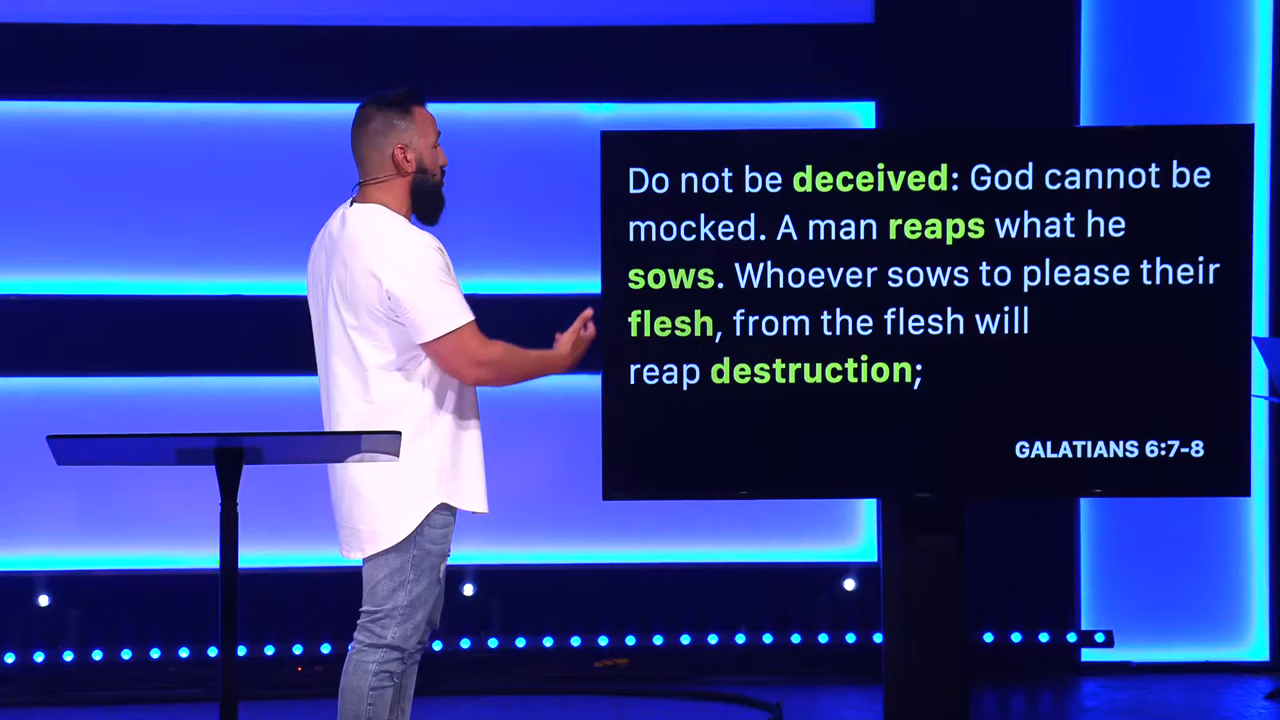 Do not be deceived: God cannot be
mocked. A man reaps what he
sows. Whoever sows to please their
flesh, from the flesh will
reap destruction;
GALATIANS 6:7-8